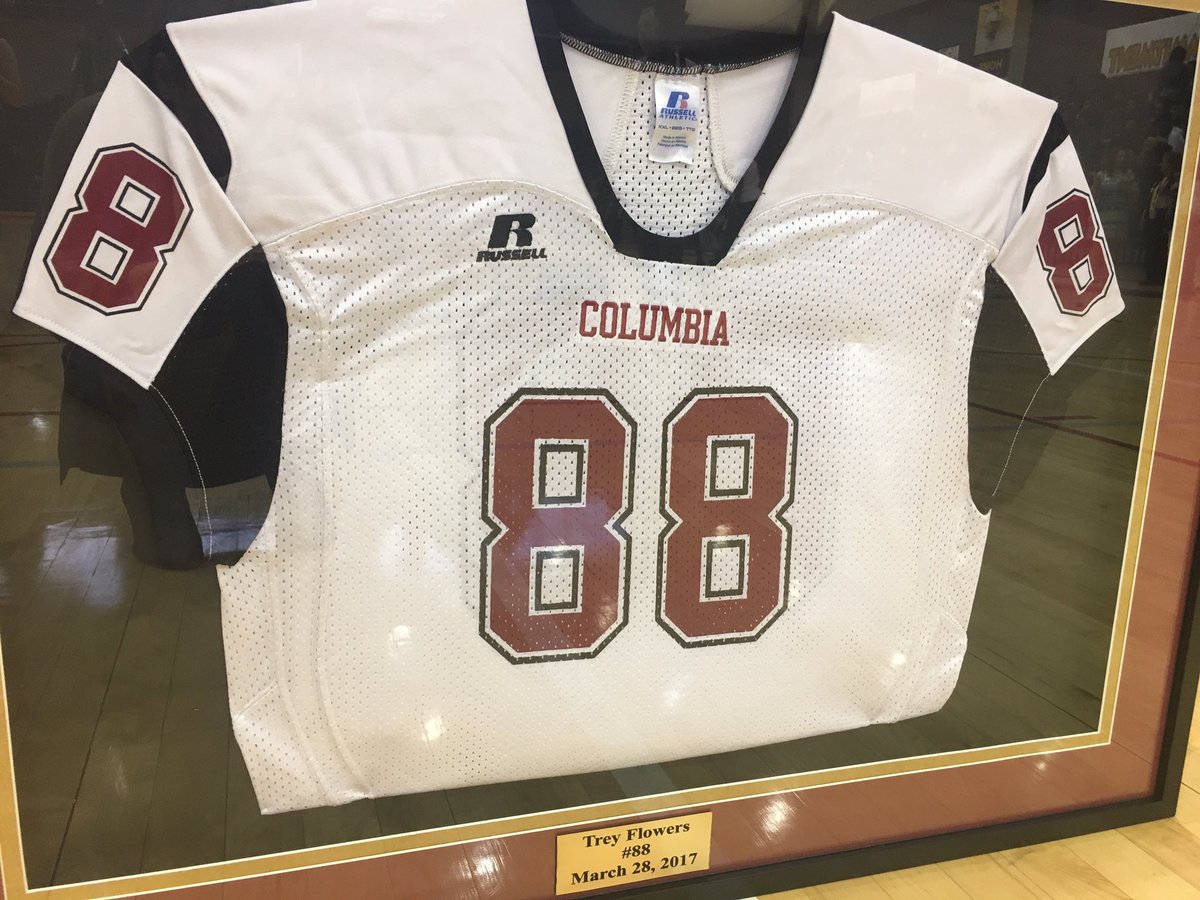 R
RUSSELL
ATHLETIC
8
8
R
RUSSELL
COLUMBIA
88
Trey Flowers
#88
March 28, 2017